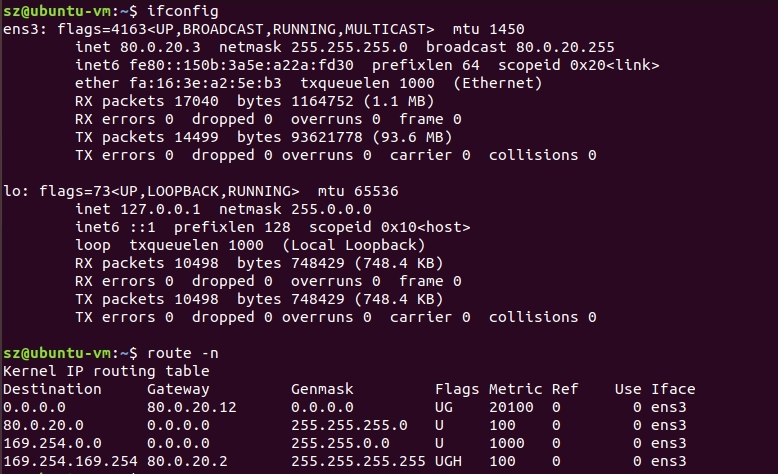 sz@ubuntu-vm:~$ ifconfig
ens3: flags=4163<UP,BROADCAST,RUNNING,MULTICAST>  mtu 1450
        inet 80.0.20.3  netmask 255.255.255.0  broadcast 80.0.20.255
        inet6 fe80::150b:3a5e:a22a:fd30  prefixlen 64  scopeid 0x20<link>
        ether fa:16:3e:a2:5e:b3  txqueuelen 1000  (Ethernet)
        RX packets 17040  bytes 1164752 (1.1 MB)
        RX errors 0  dropped 0  overruns 0  frame 0
        TX packets 14499  bytes 93621778 (93.6 MB)
        TX errors 0  dropped 0 overruns 0  carrier 0  collisions 0
lo: flags=73<UP,LOOPBACK,RUNNING>  mtu 65536
        inet 127.0.0.1  netmask 255.0.0.0
        inet6 ::1  prefixlen 128  scopeid 0x10<host>
        loop  txqueuelen 1000  (Local Loopback)
        RX packets 10498  bytes 748429 (748.4 KB)
        RX errors 0  dropped 0  overruns 0  frame 0
        TX packets 10498  bytes 748429 (748.4 KB)
        TX errors 0  dropped 0 overruns 0  carrier 0  collisions 0
sz@ubuntu-vm:~$ route -n
Kernel IP routing table
Destination     Gateway         Genmask         Flags Metric Ref    Use Iface
0.0.0.0         80.0.20.12      0.0.0.0         UG    20100  0        0 ens3
80.0.20.0       0.0.0.0         255.255.255.0   U     100    0        0 ens3
169.254.0.0     0.0.0.0         255.255.0.0     U     1000   0        0 ens3
169.254.169.254 80.0.20.2       255.255.255.255 UGH   100    0        0 ens3